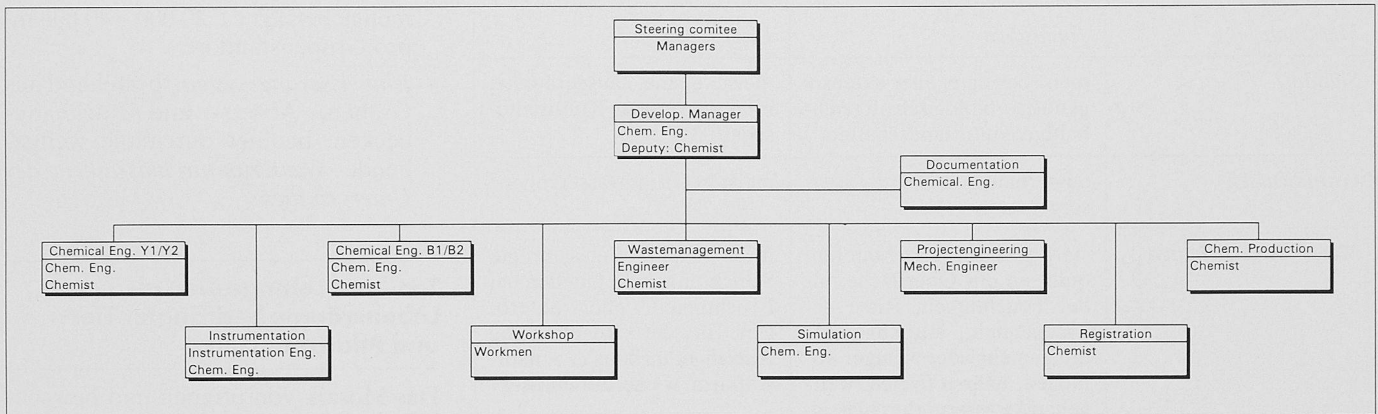 Steering comitee
Managers
Develop. Manager
Chem. Eng.
Deputy: Chemist
Documentation
Chemical. Eng.
Chemical Eng. Y1/Y2
Chem. Eng.
Chemist
Chemical Eng. B1/B2
Chem. Eng.
Chemist
Wastemanagement
Engineer
Chemist
Projectengineering
Mech. Engineer
Chem. Production
Chemist
Instrumentation
Instrumentation Eng.
Chem. Eng.
Workshop
Workmen
Simulation
Chem. Eng.
Registration
Chemist